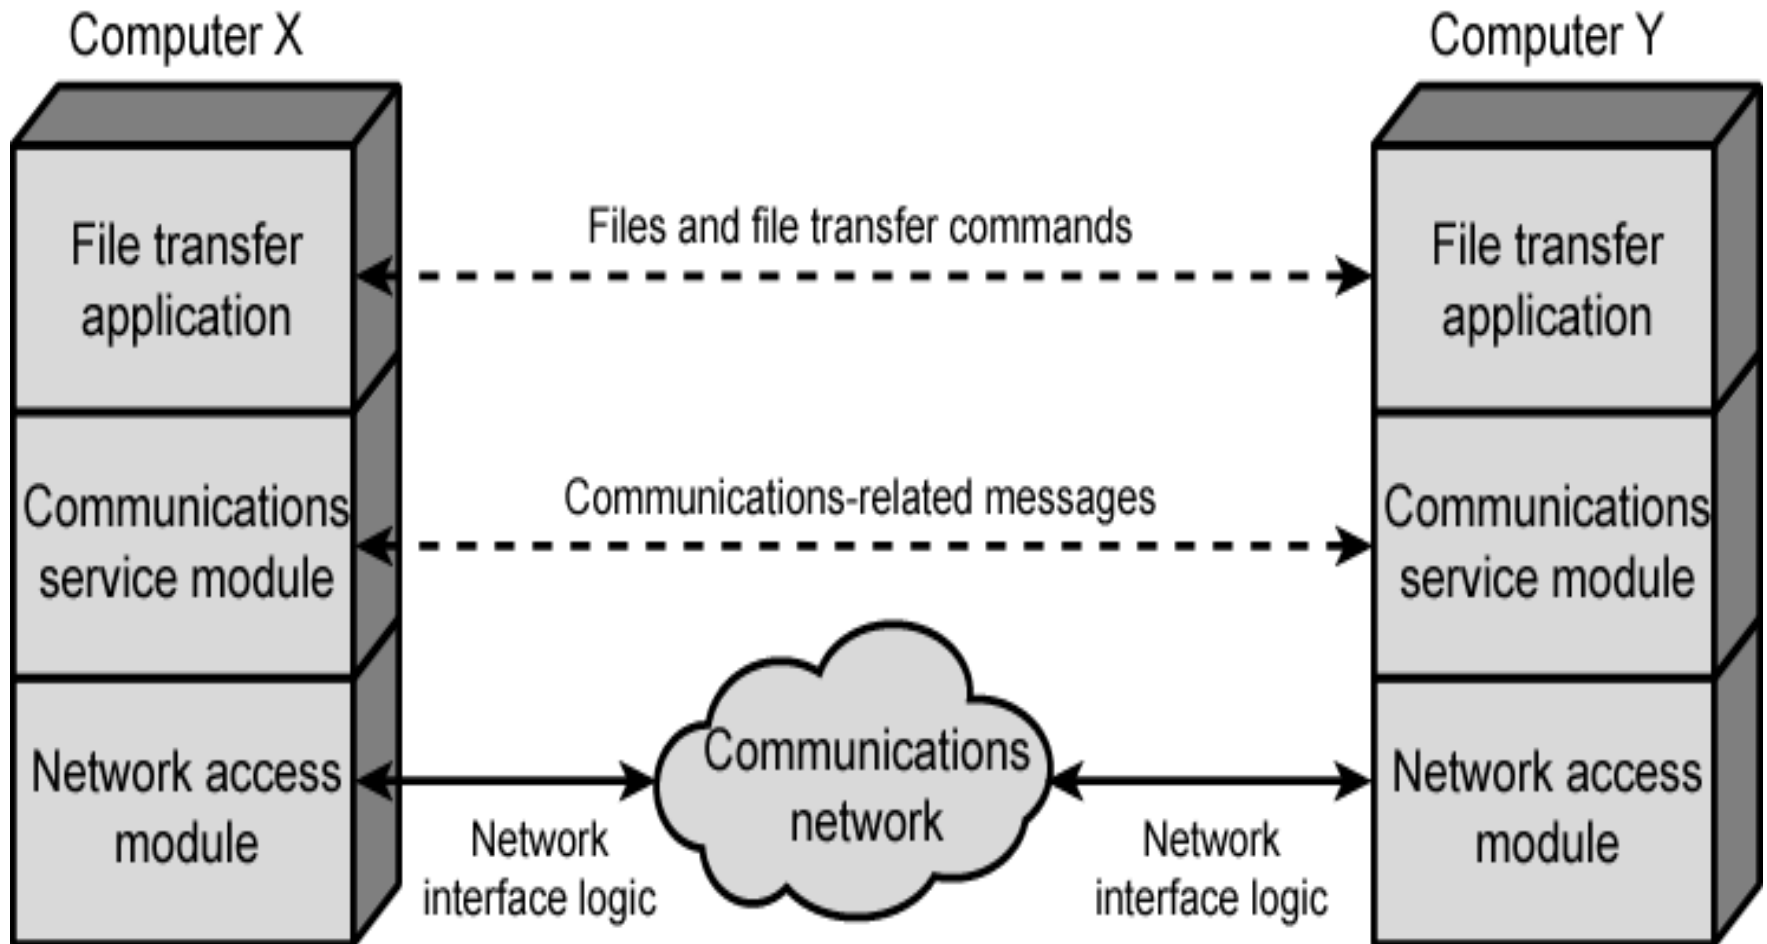 Computer X
Computer Y
File transfer
application
Files and file transfer commands
File transfer
application
Communications
service module
Communications-related messages
Communications
service module
Network access
module
Network
interface logic
Communications
network
Network
interface logic
Network access
module